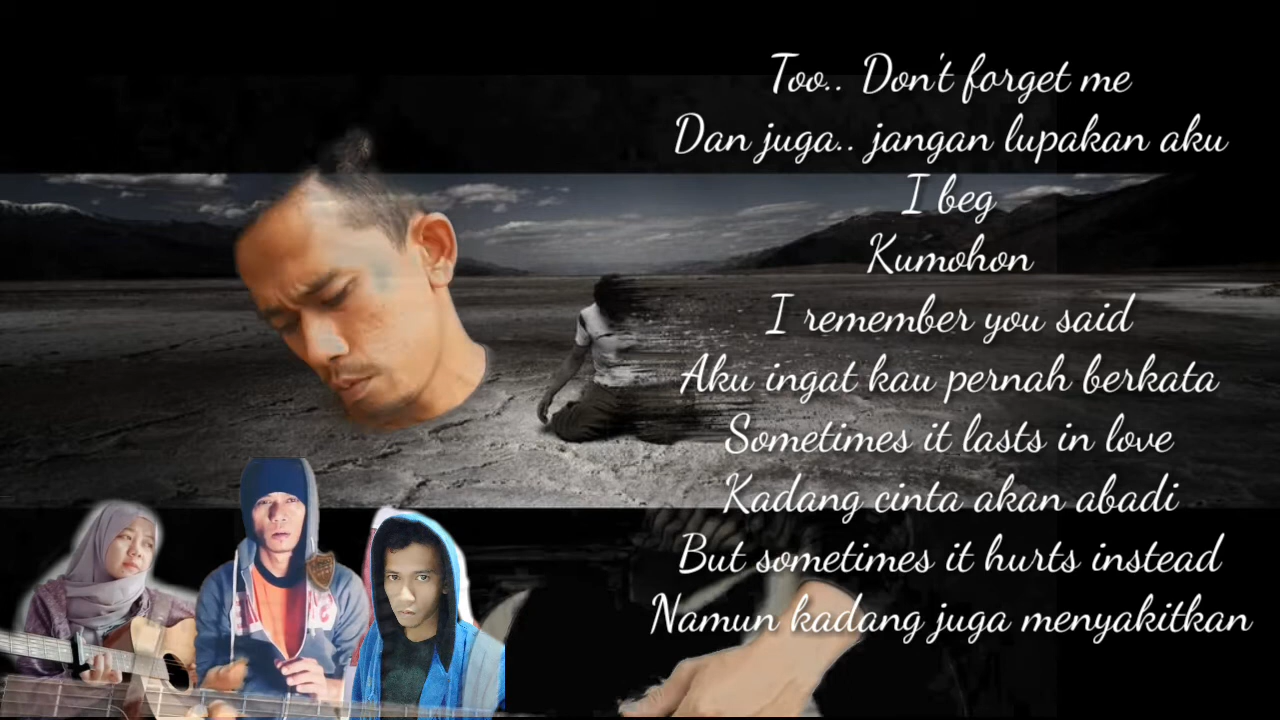 Too.. Don't forget me
Dan juga.. jangan lupakan aku
I beg
Kumohon
I remember you said
Aku ingat kau pernah berkata
Sometimes it lasts in love
Kadang cinta akan abadi
But sometimes it hurts instead
Namun kadang juga menyakitkan